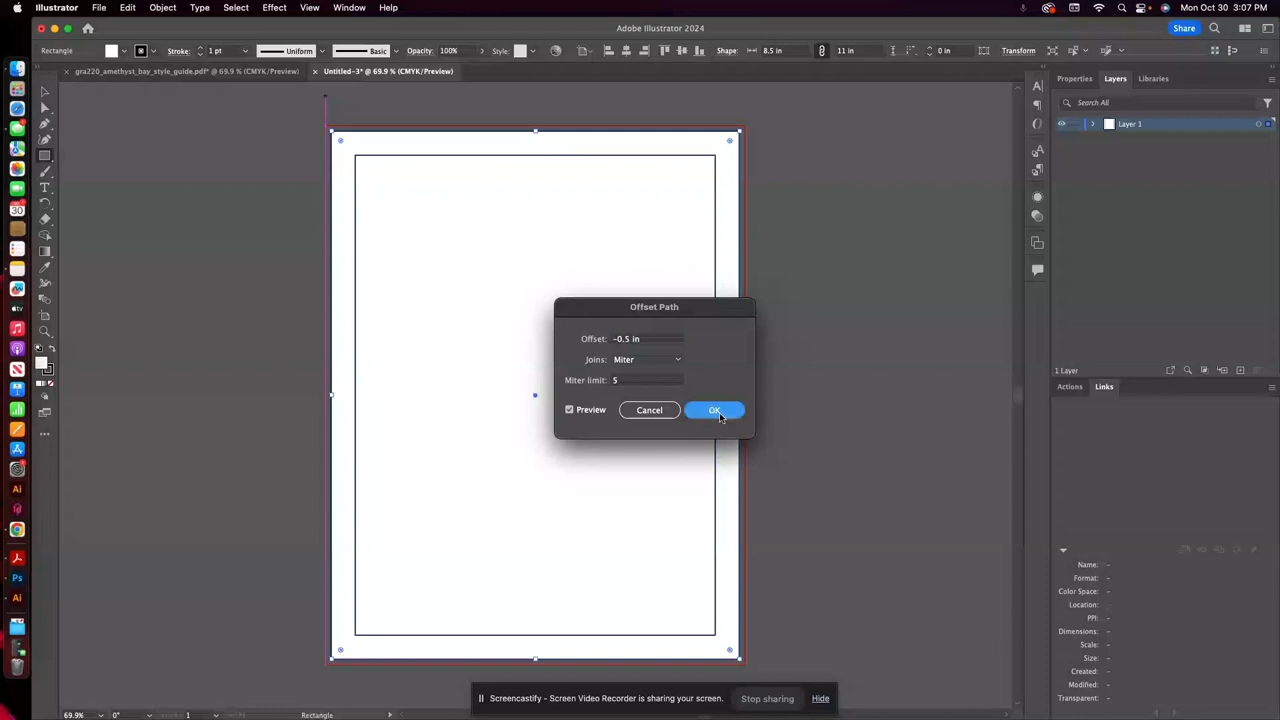 Illustrator File Edit Object Type Select Effect View Window Help Mon Oct 30 3:07 PM
Adobe Illustrator 2024
Share
Rectangle Stroke: 1 pt Uniform Basic Opacity: 100% Style: Shape: 8.5 in 11 in 0 in Transform
gra220_amethyst_bay_style_guide.pdf* @ 69.9 % (CMYK/Preview)
Untitled-3* @ 69.9 % (CMYK/Preview)
Properties Layers Libraries
Search All
Layer 1
Offset Path
Offset: -0.5 in
Joins: Miter
Miter limit: 5
Preview Cancel OK
1 Layer
Actions Links
Name: -
Format: -
Color Space: -
Location: -
PPI: -
Dimensions: -
Scale: -
Size: -
Created: -
Modified: -
Transparent: -
Screencastify - Screen Video Recorder is sharing your screen. Stop sharing Hide
69.9% 0° 1 Rectangle